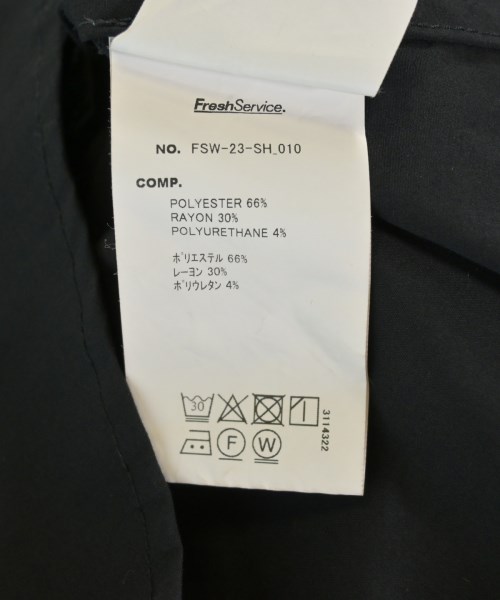 FreshService.
NO. FSW-23-SH_010
COMP.
POLYESTER 66%
RAYON 30%
POLYURETHANE 4%
ポリエステル 66%
レーヨン 30%
ポリウレタン 4%
30
3114322
F W